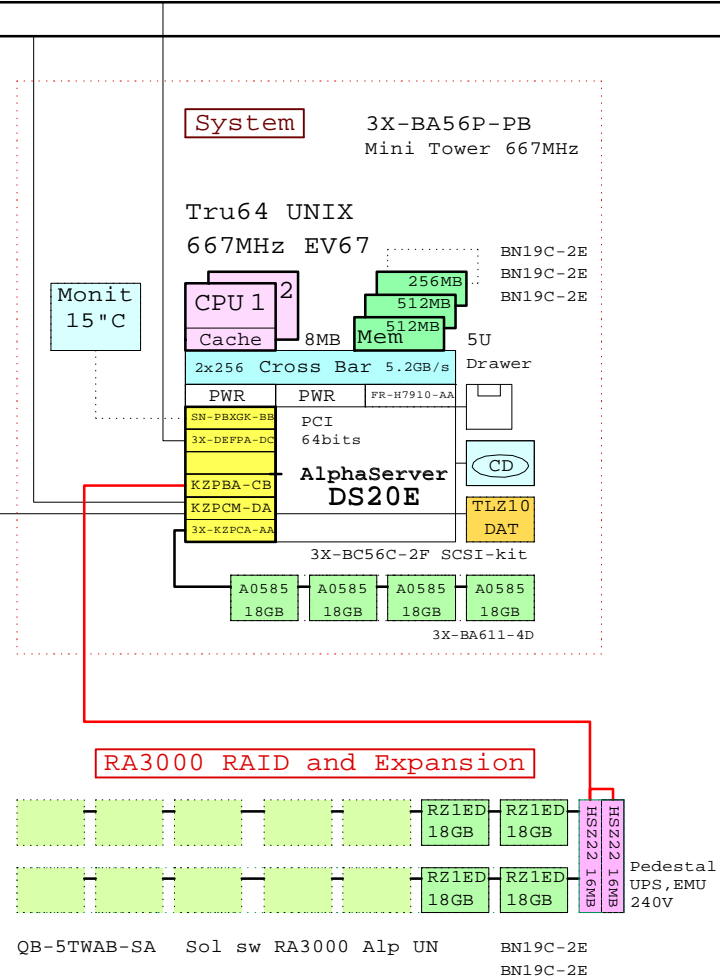 System
3X-BA56P-PB
Mini Tower 667MHz
Tru64 UNIX
667MHz EV67
BN19C-2E
BN19C-2E
BN19C-2E
Monit
15"C
CPU 1
2
Cache
8MB
256MB
512MB
512MB
Mem
5U
Drawer
2x256 Cross Bar 5.2GB/s
PWR
PWR
FR-H7910-AA
SN-PBXGK-BB
3X-DEFPA-DC
PCI
64bits
KZPBA-CB
KZPCM-DA
3X-KZPCA-AA
AlphaServer
DS20E
CD
TLZ10
DAT
3X-BC56C-2F SCSI-kit
A0585
18GB
A0585
18GB
A0585
18GB
A0585
18GB
3X-BA611-4D
RA3000 RAID and Expansion
RZ1ED
18GB
RZ1ED
18GB
RZ1ED
18GB
RZ1ED
18GB
HSZ22 16MB
HSZ22 16MB
Pedestal
UPS,EMU
240V
QB-5TWAB-SA Sol sw RA3000 Alp UN
BN19C-2E
BN19C-2E